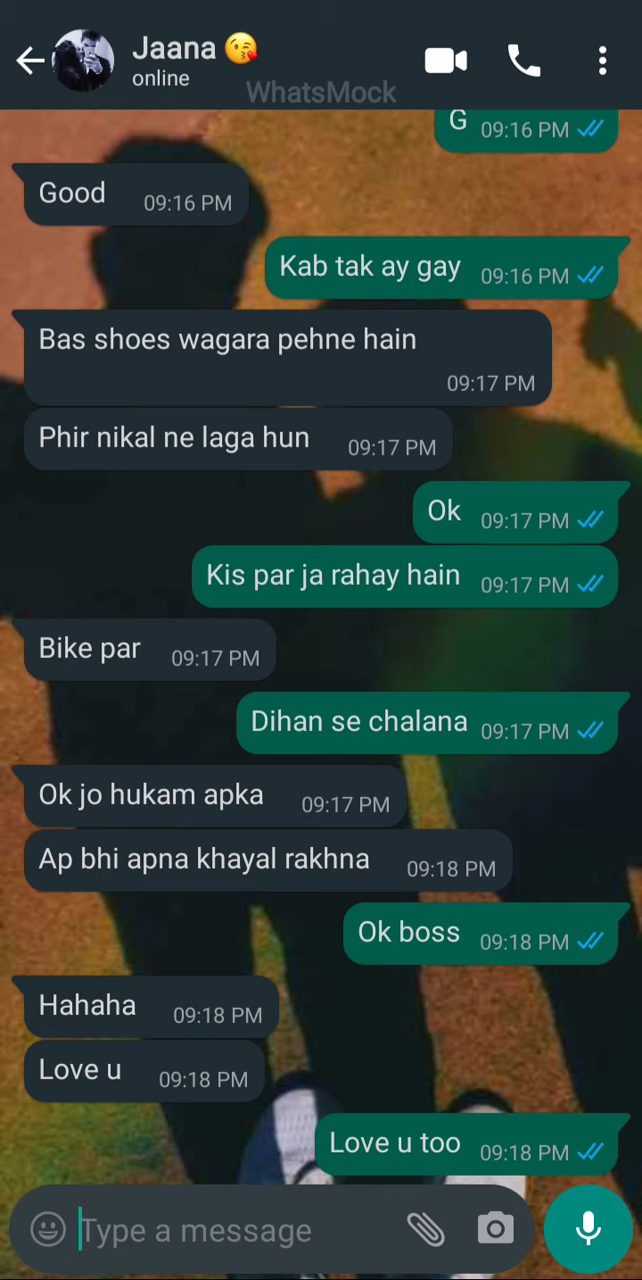 Jaana 😘
online
WhatsMock
G 09:16 PM
Good 09:16 PM
Kab tak ay gay 09:16 PM
Bas shoes wagara pehne hain
09:17 PM
Phir nikal ne laga hun 09:17 PM
Ok 09:17 PM
Kis par ja rahay hain 09:17 PM
Bike par 09:17 PM
Dihan se chalana 09:17 PM
Ok jo hukam apka 09:17 PM
Ap bhi apna khayal rakhna 09:18 PM
Ok boss 09:18 PM
Hahaha 09:18 PM
Love u 09:18 PM
Love u too 09:18 PM
Type a message